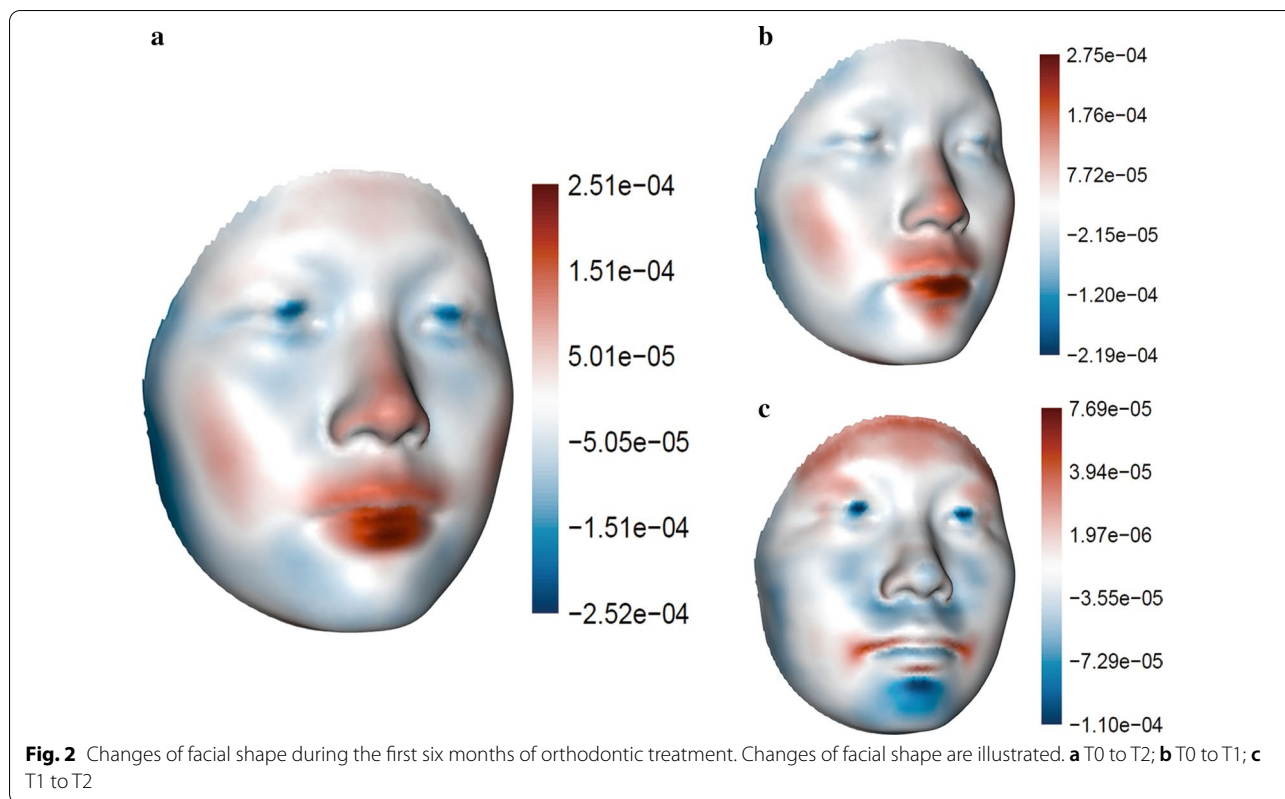 a
2.51e−04
1.51e−04
5.01e−05
−5.05e−05
−1.51e−04
−2.52e−04
b
2.75e−04
1.76e−04
7.72e−05
−2.15e−05
−1.20e−04
−2.19e−04
c
7.69e−05
3.94e−05
1.97e−06
−3.55e−05
−7.29e−05
−1.10e−04
Fig. 2 Changes of facial shape during the first six months of orthodontic treatment. Changes of facial shape are illustrated. a T0 to T2; b T0 to T1; c
T1 to T2